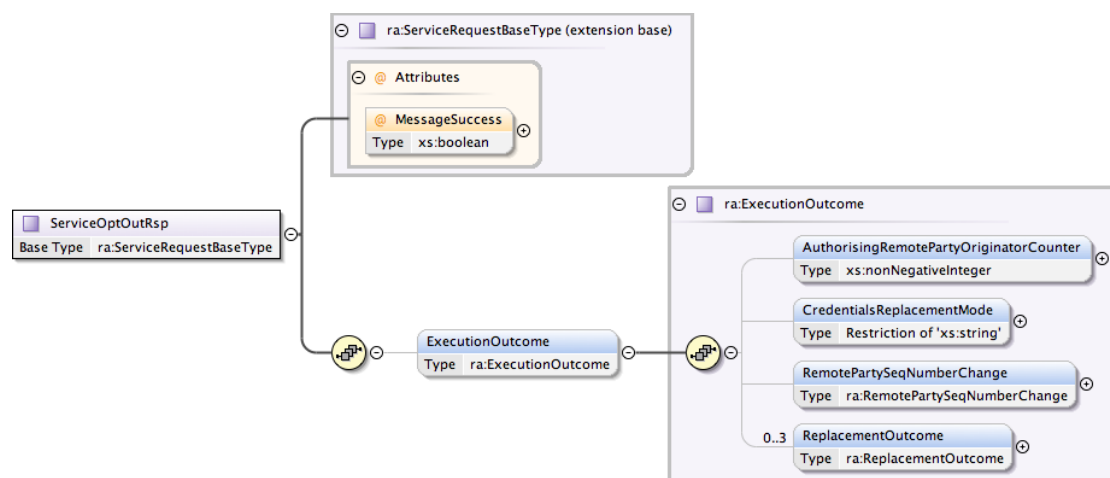 ra:ServiceRequestBaseType (extension base)
@ Attributes
@ MessageSuccess
Type xs:boolean
ServiceOptOutRsp
Base Type ra:ServiceRequestBaseType
ExecutionOutcome
Type ra:ExecutionOutcome
ra:ExecutionOutcome
AuthorisingRemotePartyOriginatorCounter
Type xs:nonNegativeInteger
CredentialsReplacementMode
Type Restriction of 'xs:string'
RemotePartySeqNumberChange
Type ra:RemotePartySeqNumberChange
0..3
ReplacementOutcome
Type ra:ReplacementOutcome